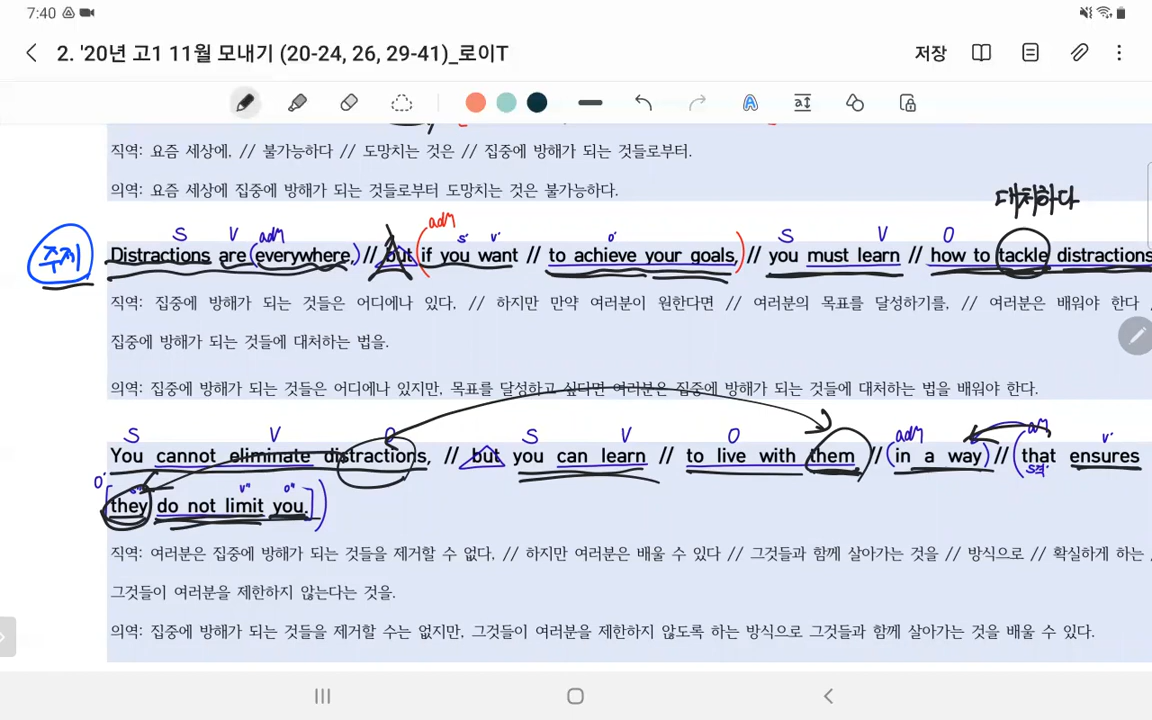 7:40
2. '20년 고1 11월 모내기 (20-24, 26, 29-41)_로이T 저장
직역: 요즘 세상에, // 불가능하다 // 도망치는 것은 // 집중에 방해가 되는 것들로부터.
의역: 요즘 세상에 집중에 방해가 되는 것들로부터 도망치는 것은 불가능하다.
대처하다
adv
S V adv s' v' o' S V O
주제 Distractions are (everywhere,) // but (if you want // to achieve your goals,) // you must learn // how to tackle distractions
직역: 집중에 방해가 되는 것들은 어디에나 있다, // 하지만 만약 여러분이 원한다면 // 여러분의 목표를 달성하기를, // 여러분은 배워야 한다 /
집중에 방해가 되는 것들에 대처하는 법을.
의역: 집중에 방해가 되는 것들은 어디에나 있지만, 목표를 달성하고 싶다면 여러분은 집중에 방해가 되는 것들에 대처하는 법을 배워야 한다.
S V O S V O adv v'
You cannot eliminate distractions, // but you can learn // to live with them // (in a way) // (that ensures
o' v" o"
[they do not limit you.])
직역: 여러분은 집중에 방해가 되는 것들을 제거할 수 없다, // 하지만 여러분은 배울 수 있다 // 그것들과 함께 살아가는 것을 // 방식으로 // 확실하게 하는 /
그것들이 여러분을 제한하지 않는다는 것을.
의역: 집중에 방해가 되는 것들을 제거할 수는 없지만, 그것들이 여러분을 제한하지 않도록 하는 방식으로 그것들과 함께 살아가는 것을 배울 수 있다.